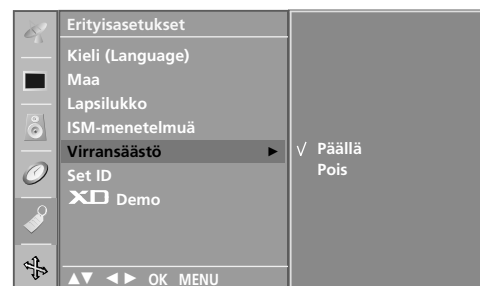 Erityisasetukset
Kieli (Language)
Maa
Lapsilukko
ISM-menetelmuä
Virransäästö ►
√ Päällä
Pois
Set ID
XD Demo
▲▼ ◄► OK MENU